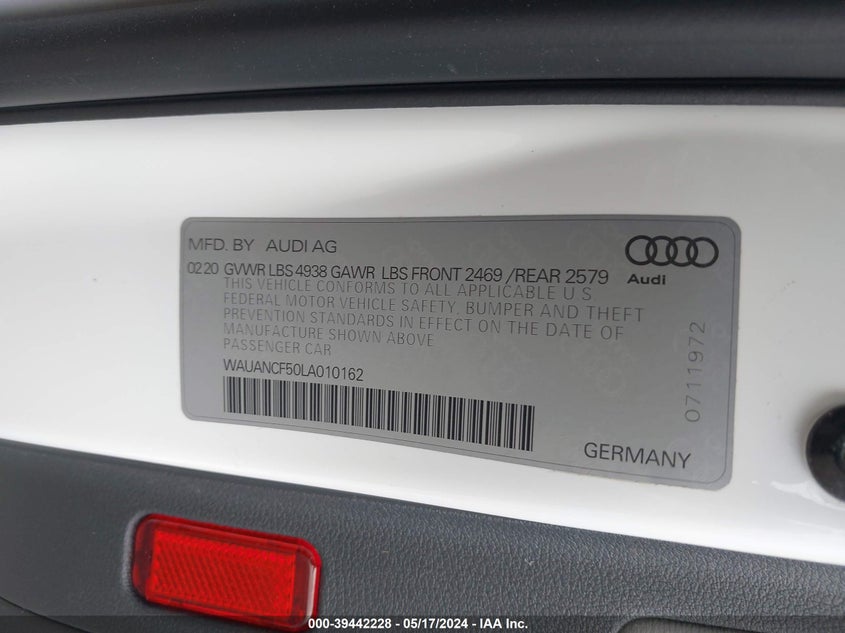 MFD. BY AUDI AG
Audi
02 20 GVWR LBS 4938 GAWR LBS FRONT 2469 /REAR 2579
THIS VEHICLE CONFORMS TO ALL APPLICABLE U S
FEDERAL MOTOR VEHICLE SAFETY, BUMPER AND THEFT
PREVENTION STANDARDS IN EFFECT ON THE DATE OF
MANUFACTURE SHOWN ABOVE
PASSENGER CAR
WAUANCF50LA010162
0711972
GERMANY
000-39442228 - 05/17/2024 - IAA Inc.